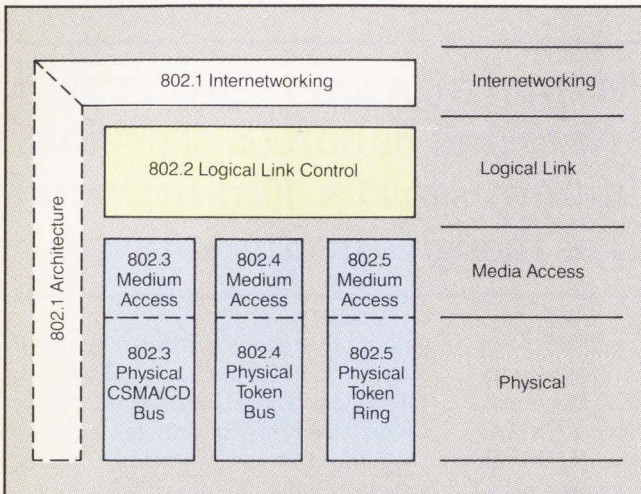 802.1 Internetworking
Internetworking
802.1 Architecture
802.2 Logical Link Control
Logical Link
802.3
Medium
Access
802.4
Medium
Access
802.5
Medium
Access
Media Access
802.3
Physical
CSMA/CD
Bus
802.4
Physical
Token
Bus
802.5
Physical
Token
Ring
Physical